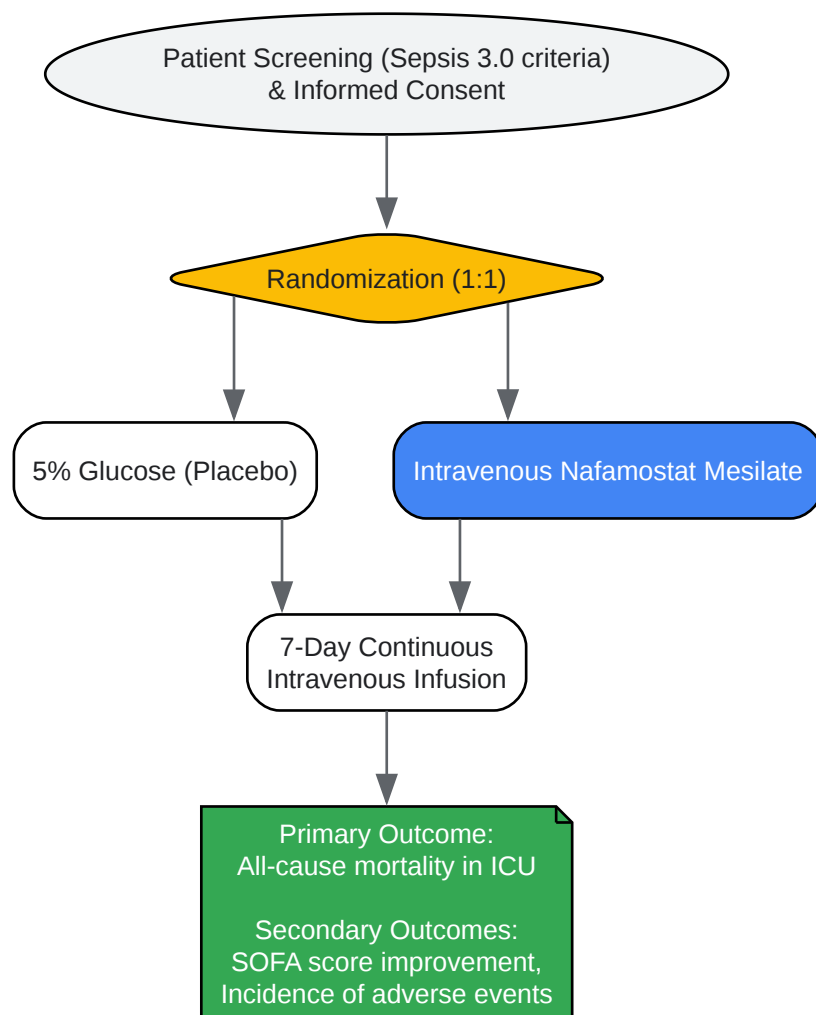 Patient Screening (Sepsis 3.0 criteria)
& Informed Consent
Randomization (1:1)
5% Glucose (Placebo)
Intravenous Nafamostat Mesilate
7-Day Continuous
Intravenous Infusion
Primary Outcome:
All-cause mortality in ICU
Secondary Outcomes:
SOFA score improvement,
Incidence of adverse events